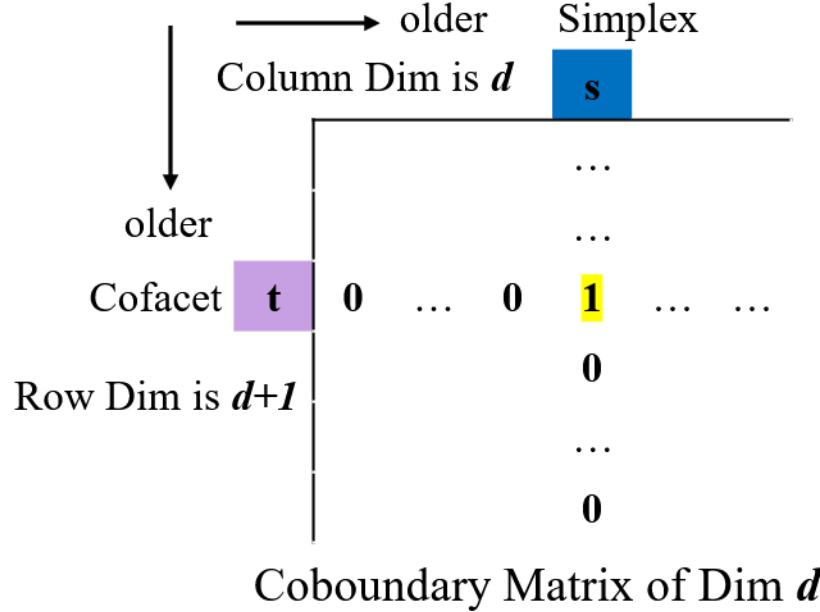 older Simplex
Column Dim is d s
...
older ...
Cofacet t 0 ... 0 1 ... ...
0
Row Dim is d+1
...
0
Coboundary Matrix of Dim d